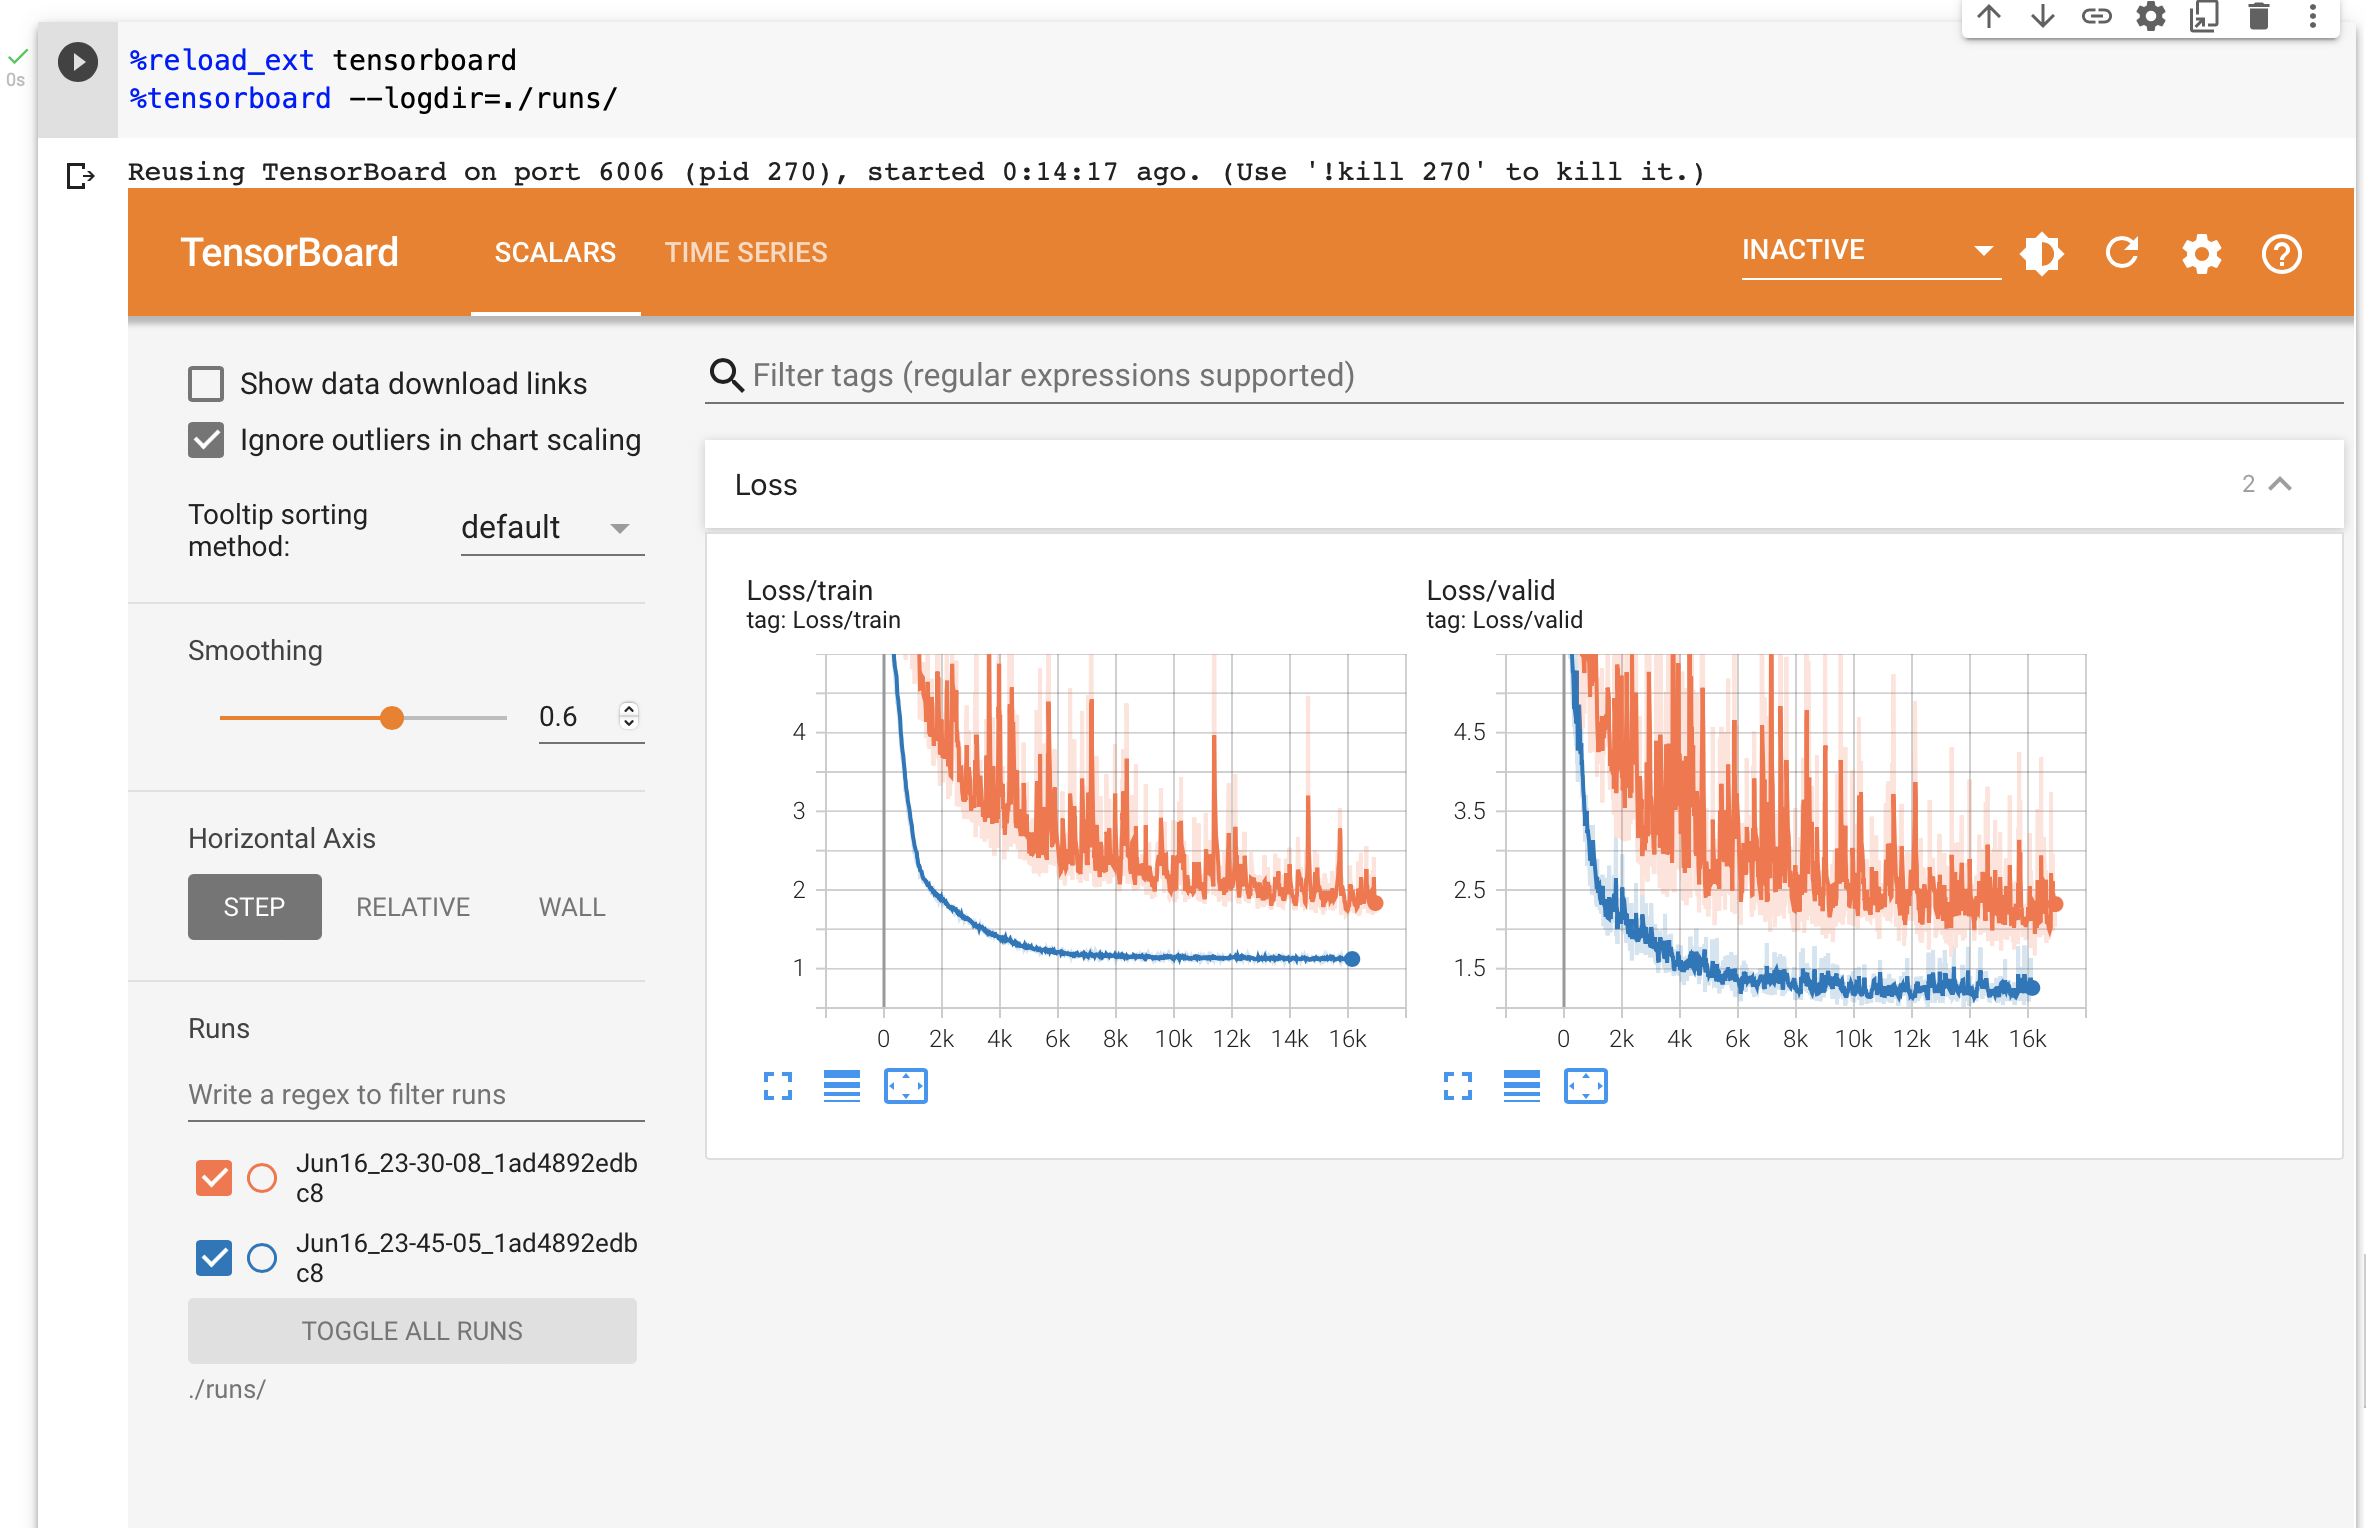 0s
%reload_ext tensorboard
%tensorboard --logdir=./runs/
Reusing TensorBoard on port 6006 (pid 270), started 0:14:17 ago. (Use '!kill 270' to kill it.)
TensorBoard
SCALARS
TIME SERIES
INACTIVE
Show data download links
Ignore outliers in chart scaling
Tooltip sorting
method:
default
Smoothing
0.6
Horizontal Axis
STEP
RELATIVE
WALL
Runs
Write a regex to filter runs
Jun16_23-30-08_1ad4892edb
c8
Jun16_23-45-05_1ad4892edb
c8
TOGGLE ALL RUNS
./runs/
Filter tags (regular expressions supported)
Loss
2
Loss/train
tag: Loss/train
4
3
2
1
0 2k 4k 6k 8k 10k 12k 14k 16k
Loss/valid
tag: Loss/valid
4.5
3.5
2.5
1.5
0 2k 4k 6k 8k 10k 12k 14k 16k